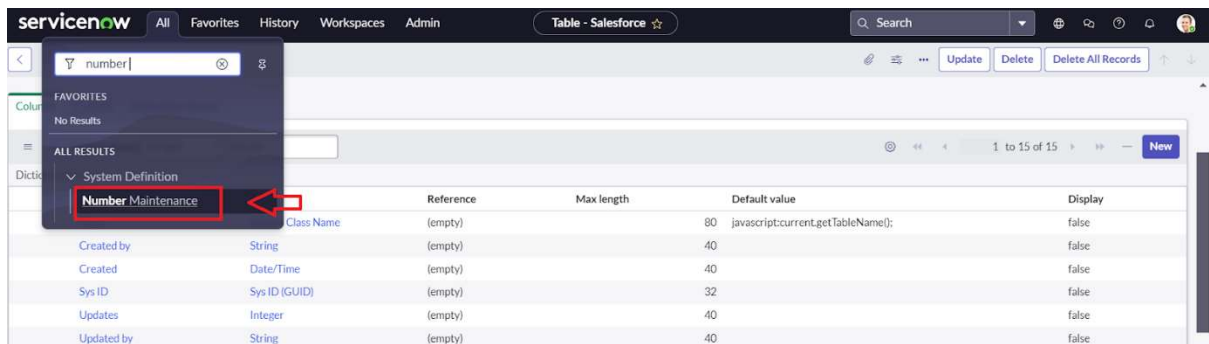 servicenow All Favorites History Workspaces Admin Table - Salesforce Search
number Update Delete Delete All Records
FAVORITES
Colu
No Results
ALL RESULTS 1 to 15 of 15 New
Dictio
System Definition
Number Maintenance Reference Max length Default value Display
Class Name (empty) 80 javascript:current.getTableName(); false
Created by String (empty) 40 false
Created Date/Time (empty) 40 false
Sys ID Sys ID (GUID) (empty) 32 false
Updates Integer (empty) 40 false
Updated by String (empty) 40 false